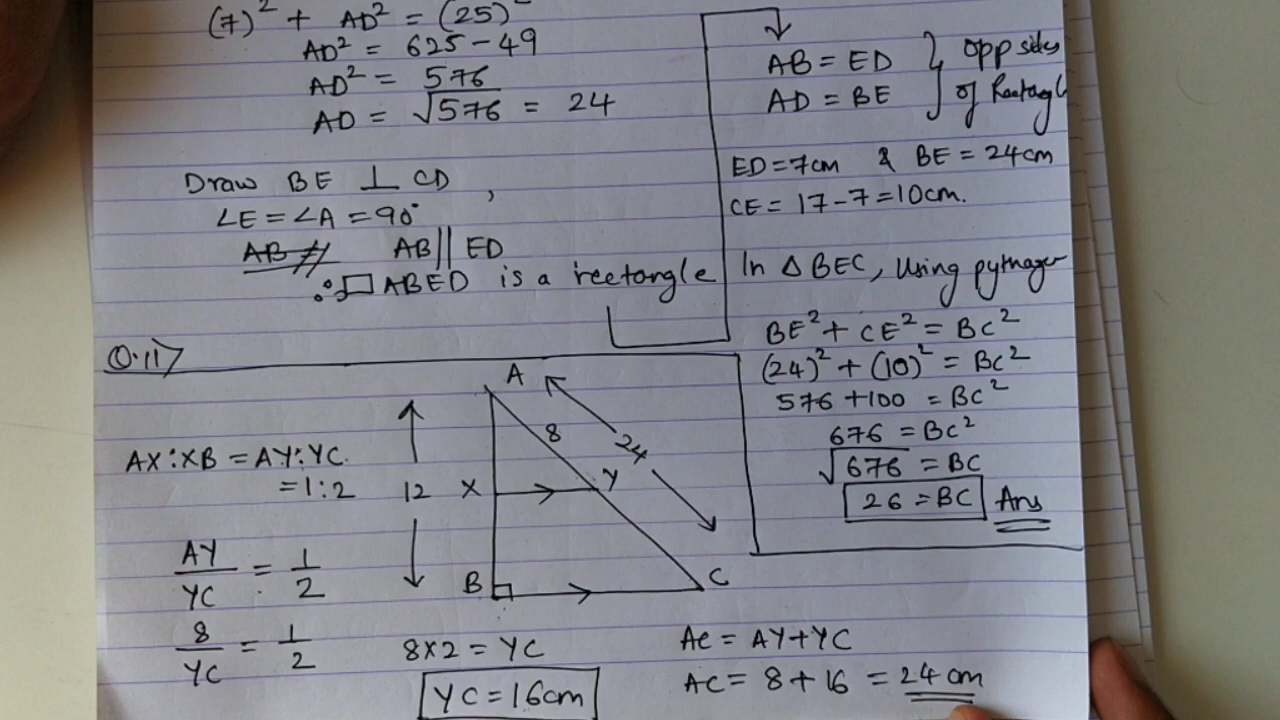 (7)² + AD² = (25)²
AD² = 625 - 49
AD² = 576
AD = √576 = 24
Draw BE ⊥ CD ,
∠E = ∠A = 90°
AB ∥ AB || ED
∴ □ ABED is a rectangle
AB = ED } opp sides
AD = BE } of Rectangl
ED = 7cm & BE = 24cm
CE = 17 - 7 = 10cm.
In △ BEC, using pythagor
BE² + CE² = BC²
(24)² + (10)² = BC²
576 + 100 = BC²
676 = BC²
√676 = BC
26 = BC Ans
Q.11>
A
8
24
AX : XB = AY : YC.
= 1 : 2
12 X Y
B C
AY/YC = 1/2
8/YC = 1/2
8 × 2 = YC
YC = 16cm
AC = AY + YC
AC = 8 + 16 = 24 cm